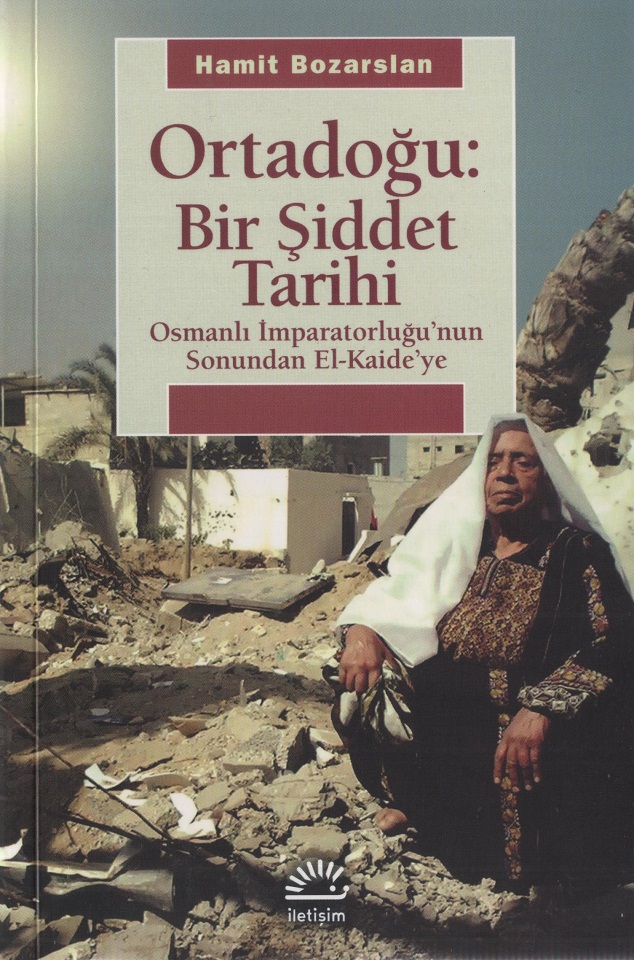 Hamit Bozarslan
Ortadoğu:
Bir Şiddet
Tarihi
Osmanlı İmparatorluğu'nun
Sonundan El-Kaide'ye
iletişim